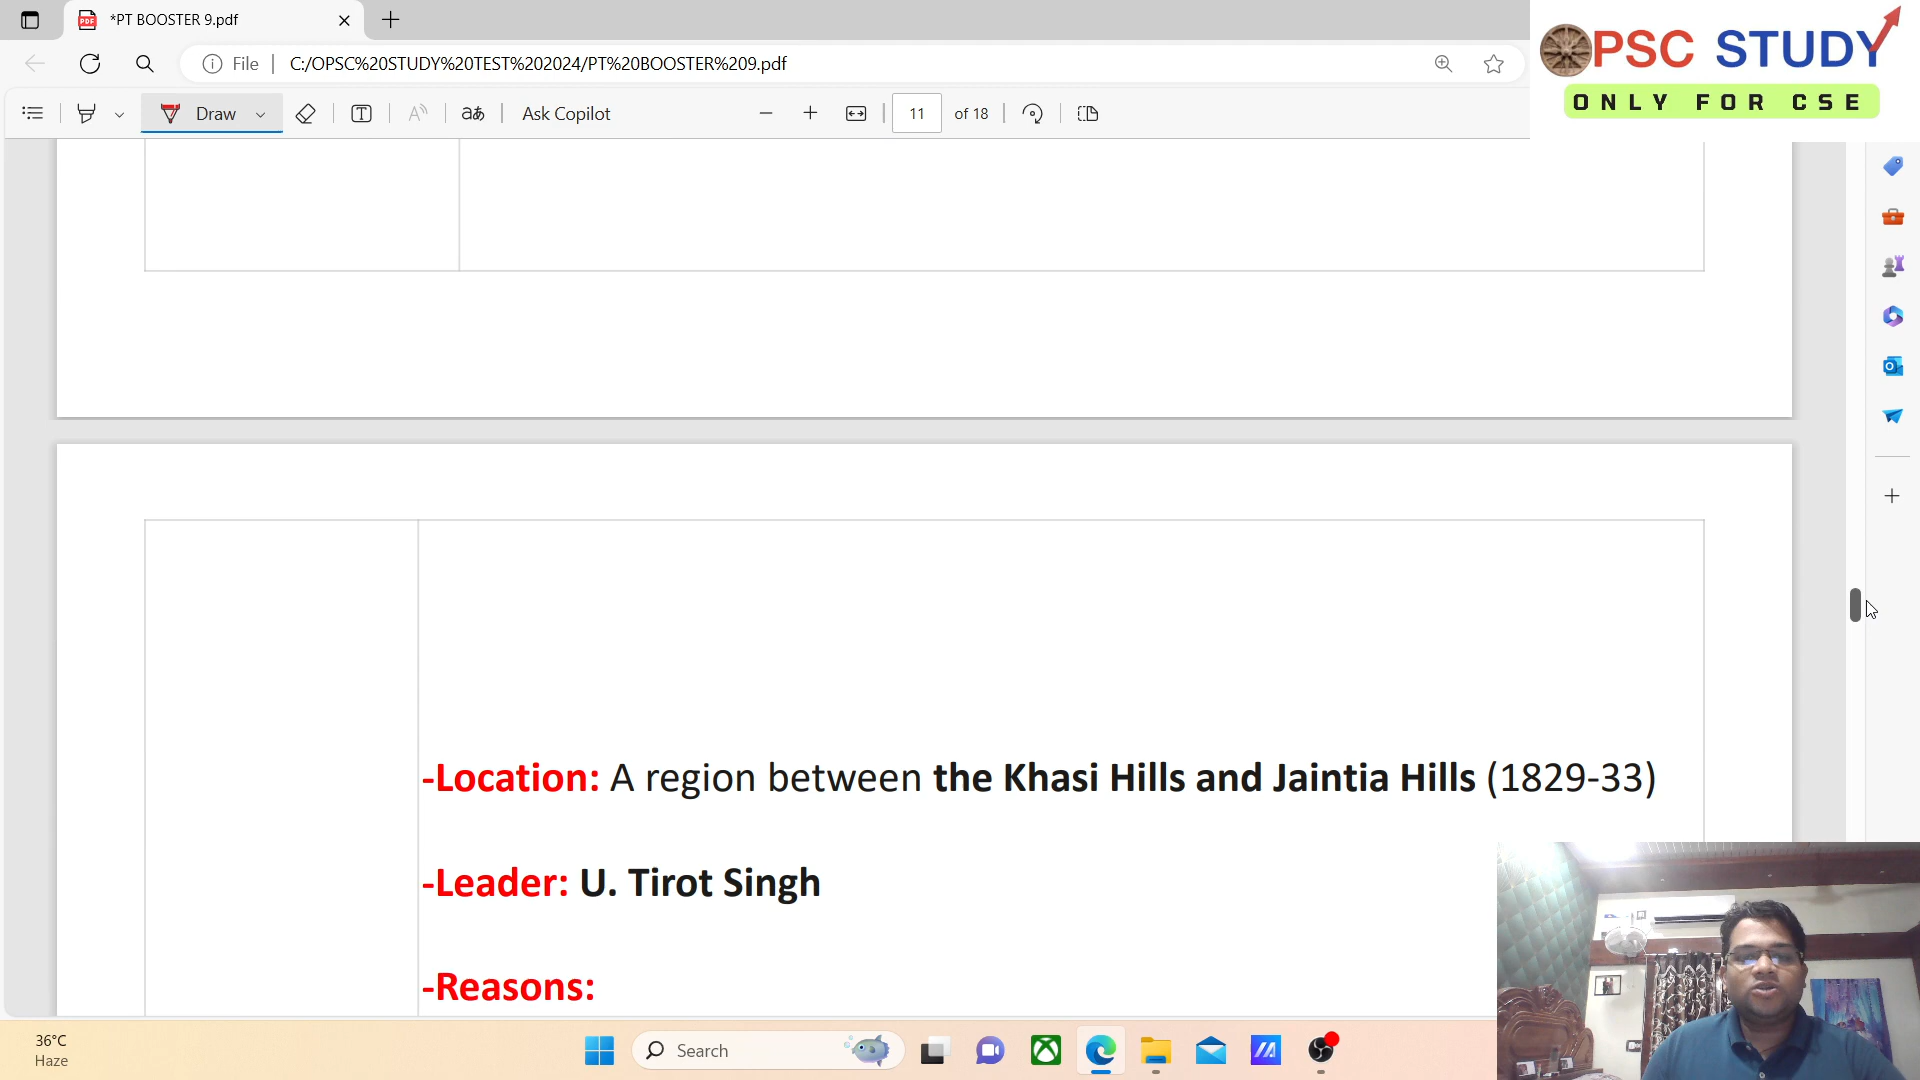 *PT BOOSTER 9.pdf
File
C:/OPSC%20STUDY%20TEST%202024/PT%20BOOSTER%209.pdf
PSC STUDY
ONLY FOR CSE
Draw
aあ
Ask Copilot
11
of 18
-Location: A region between the Khasi Hills and Jaintia Hills (1829-33)
-Leader: U. Tirot Singh
-Reasons:
36°C
Haze
Search